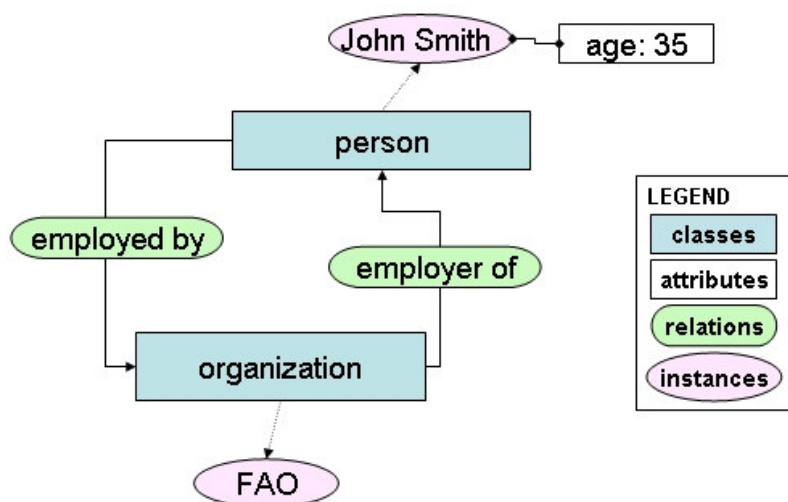 John Smith
age: 35
person
employed by
employer of
organization
FAO
LEGEND
classes
attributes
relations
instances